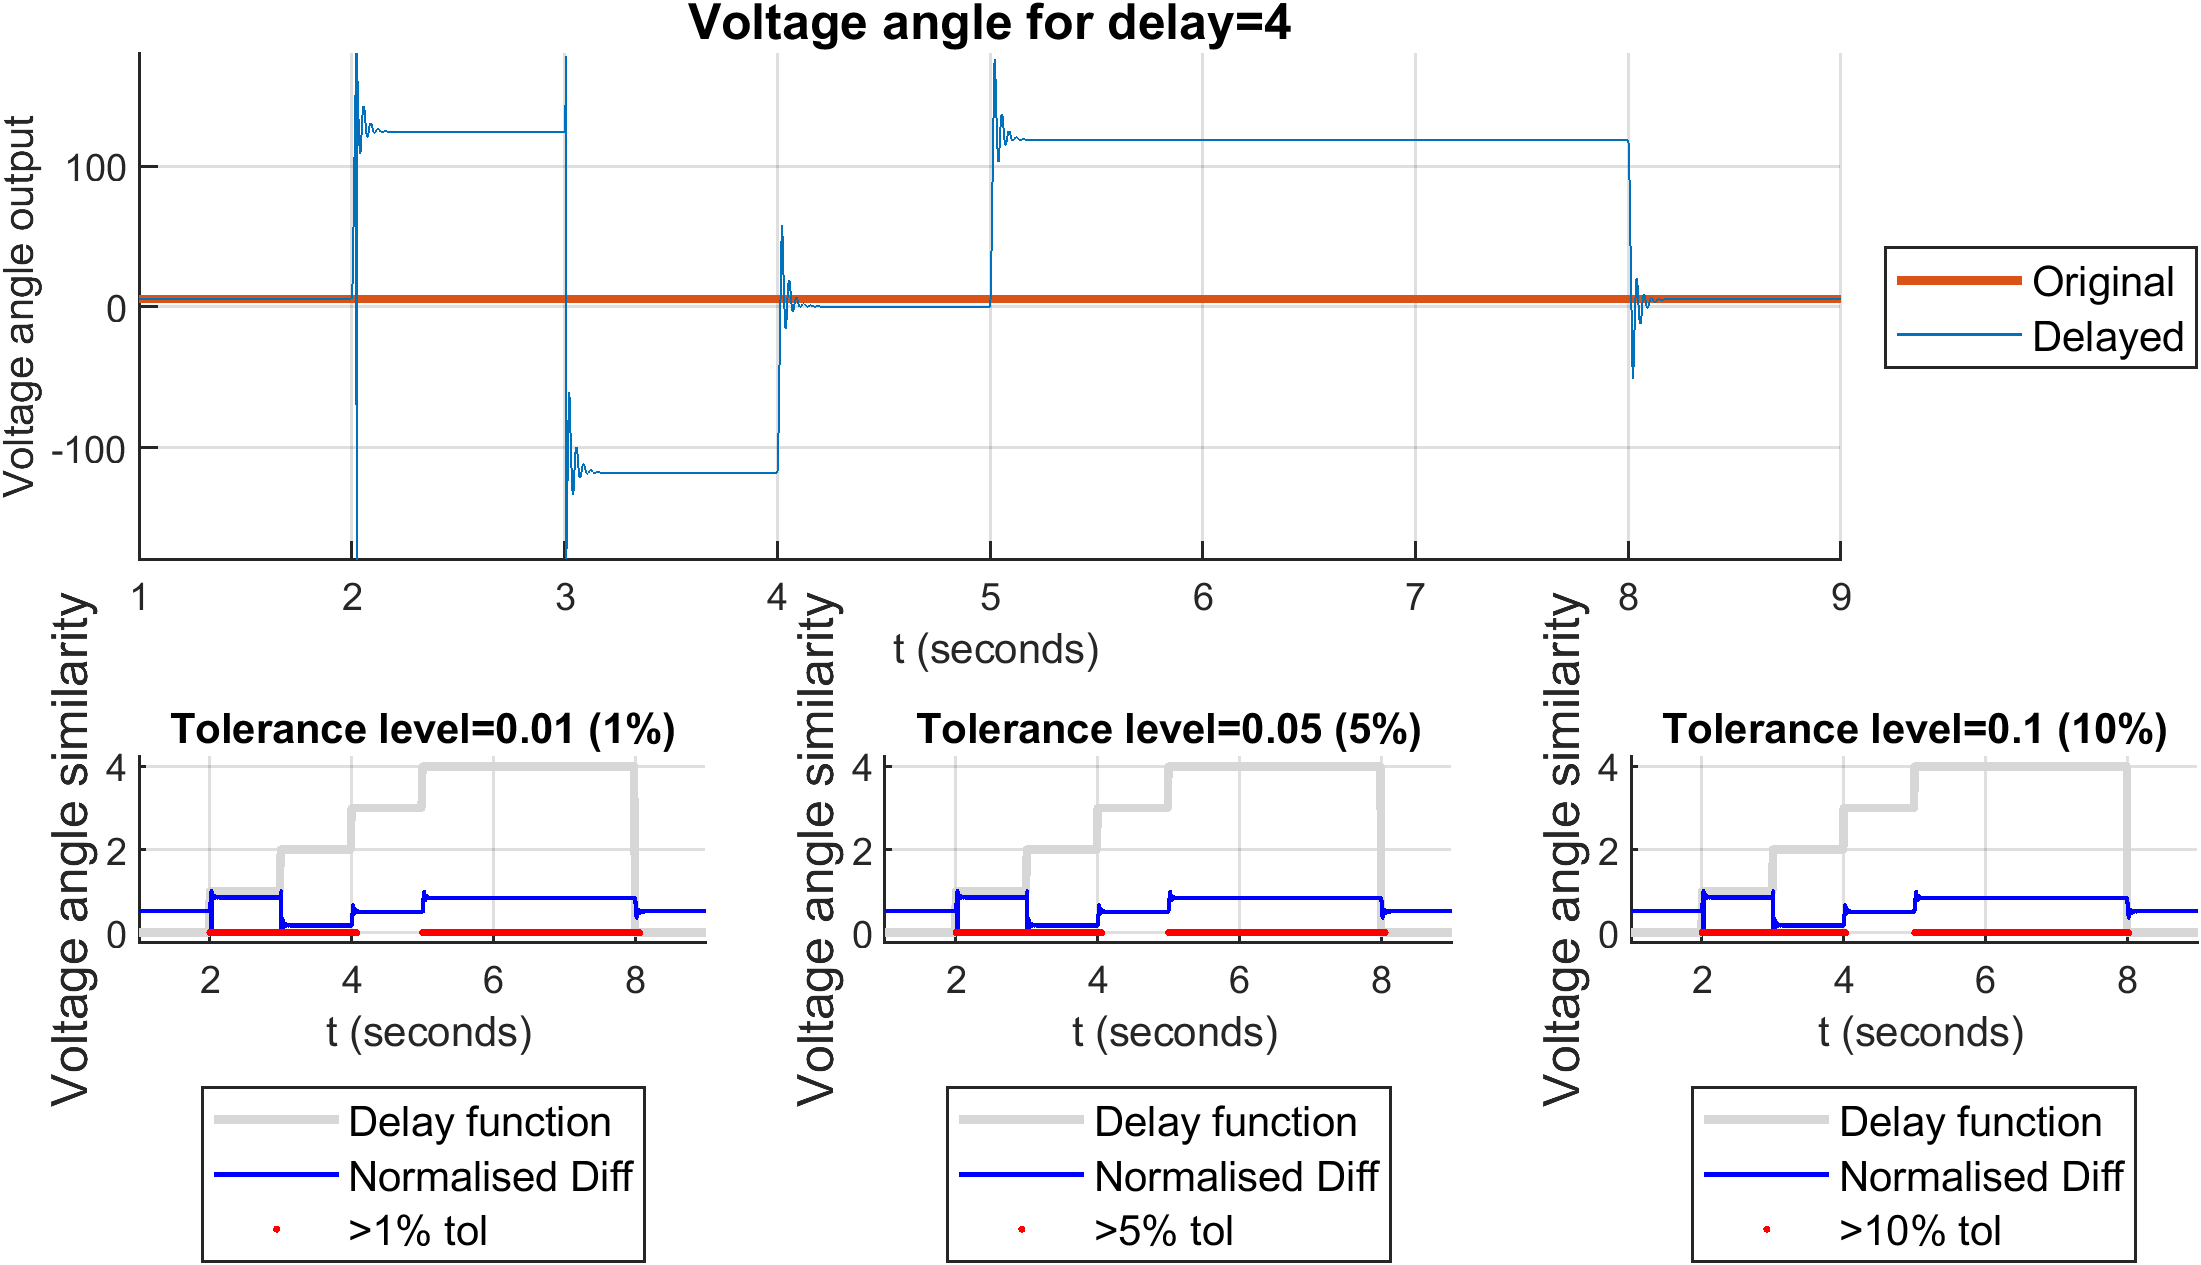 Voltage angle for delay=4
Voltage angle output
100
0
-100
1 2 3 4 5 6 7 8 9
t (seconds)
Original
Delayed
Tolerance level=0.01 (1%)
Voltage angle similarity
4
2
0
2 4 6 8
t (seconds)
Delay function
Normalised Diff
>1% tol
Tolerance level=0.05 (5%)
Voltage angle similarity
4
2
0
2 4 6 8
t (seconds)
Delay function
Normalised Diff
>5% tol
Tolerance level=0.1 (10%)
Voltage angle similarity
4
2
0
2 4 6 8
t (seconds)
Delay function
Normalised Diff
>10% tol